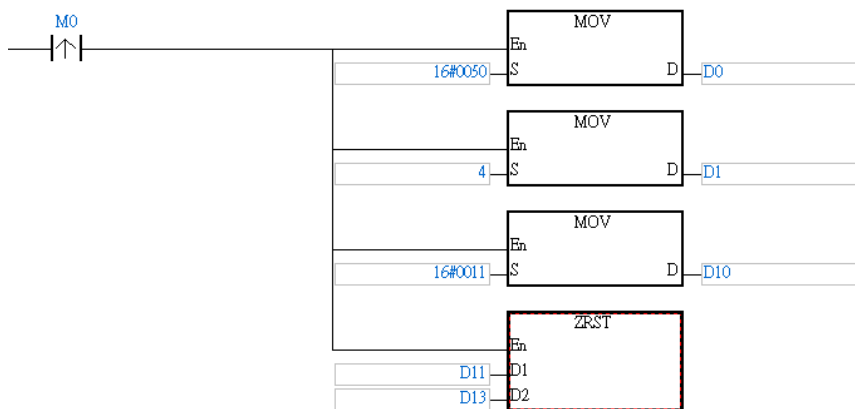 M0
MOV
En
16#0050 S D D0
MOV
En
4 S D D1
MOV
En
16#0011 S D D10
ZRST
En
D11 D1
D13 D2